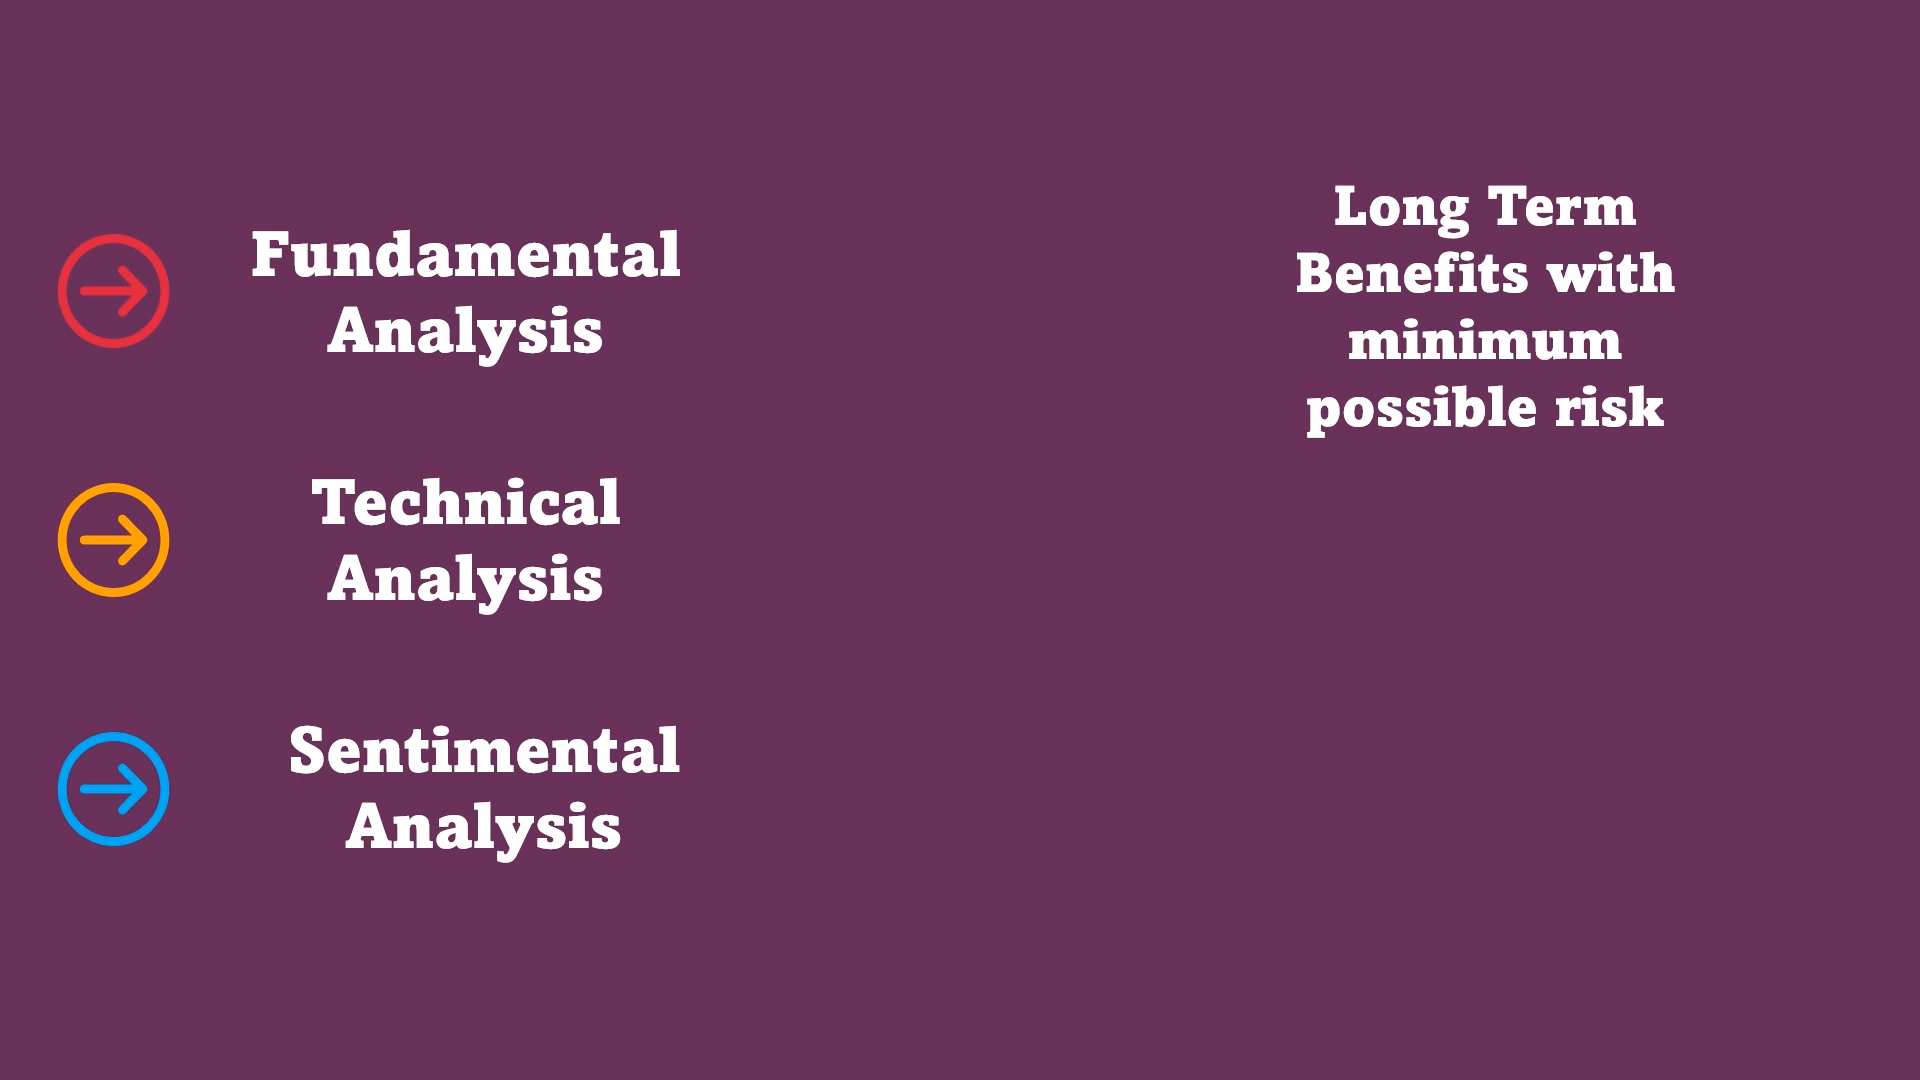 Fundamental
Analysis
Technical
Analysis
Sentimental
Analysis
Long Term
Benefits with
minimum
possible risk